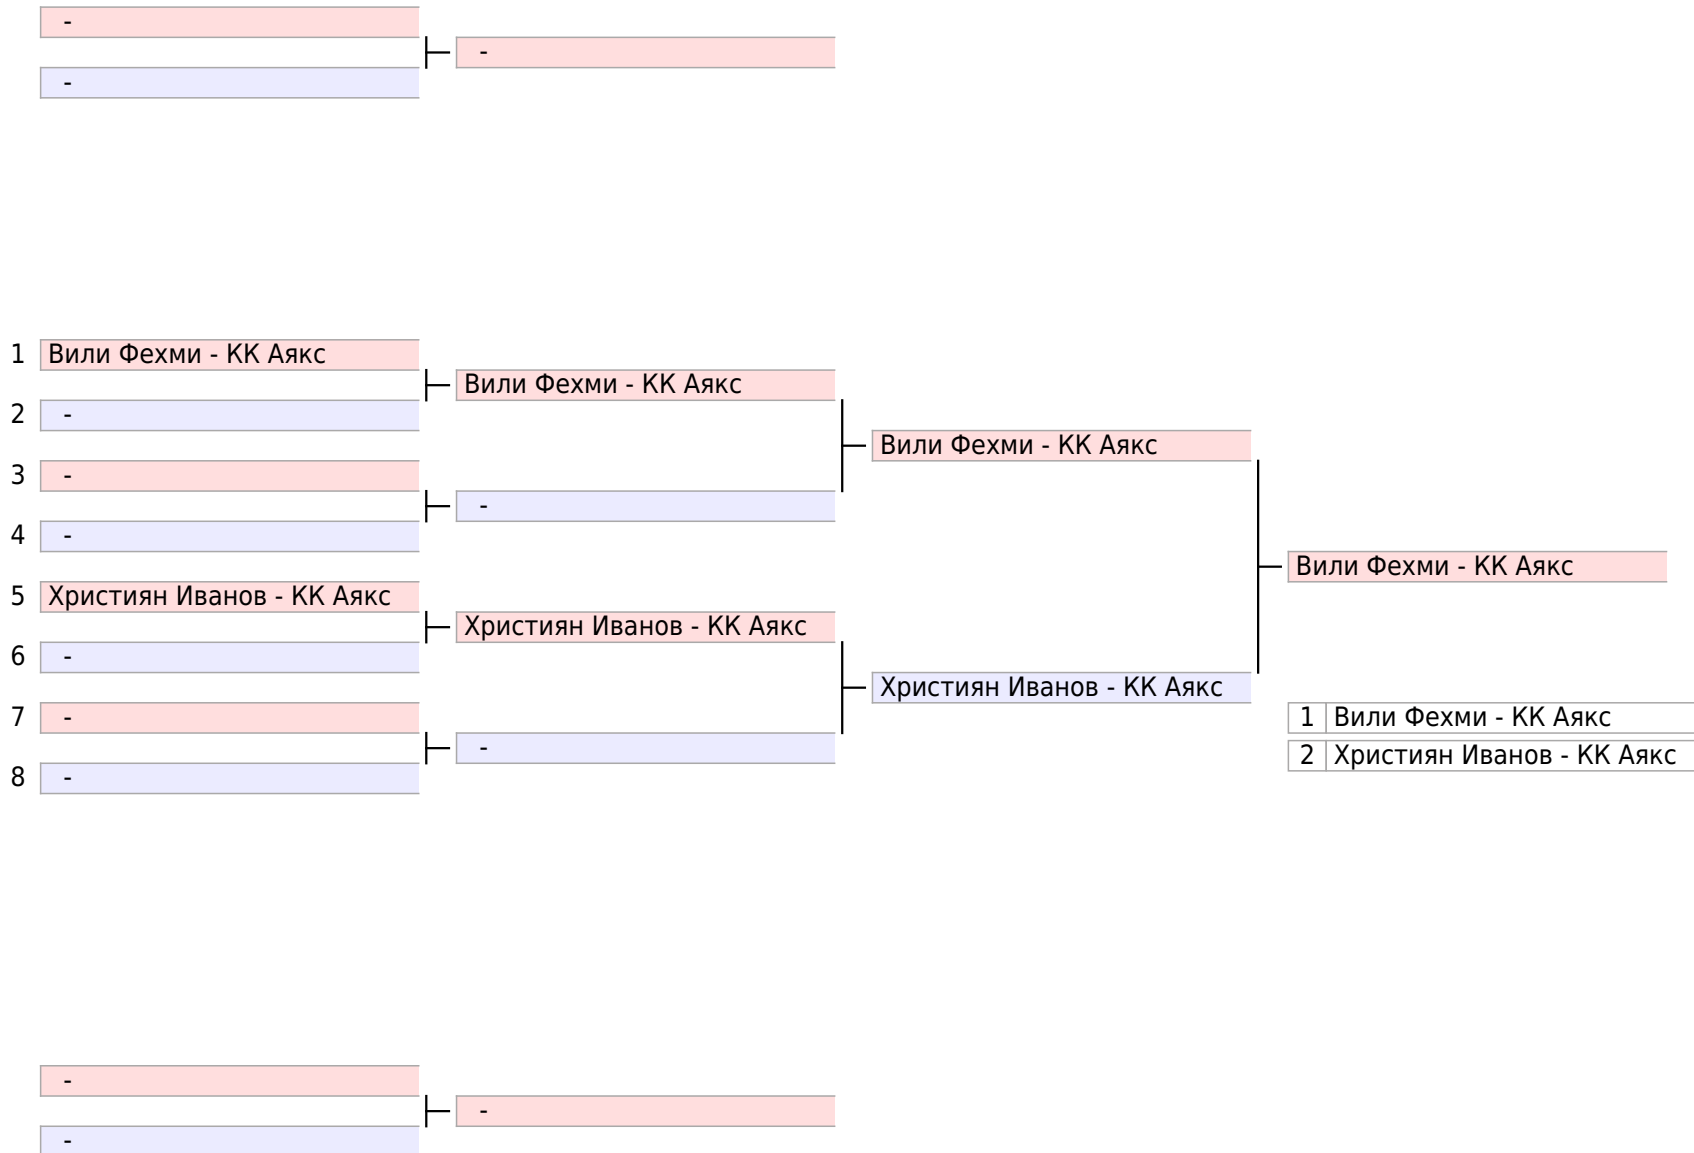 -
-
-
1 Вили Фехми - КК Аякс
Вили Фехми - КК Аякс
2 -
Вили Фехми - КК Аякс
3 -
-
4 -
Вили Фехми - КК Аякс
5 Християн Иванов - КК Аякс
Християн Иванов - КК Аякс
6 -
Християн Иванов - КК Аякс
7 -
1 Вили Фехми - КК Аякс
-
2 Християн Иванов - КК Аякс
8 -
-
-
-